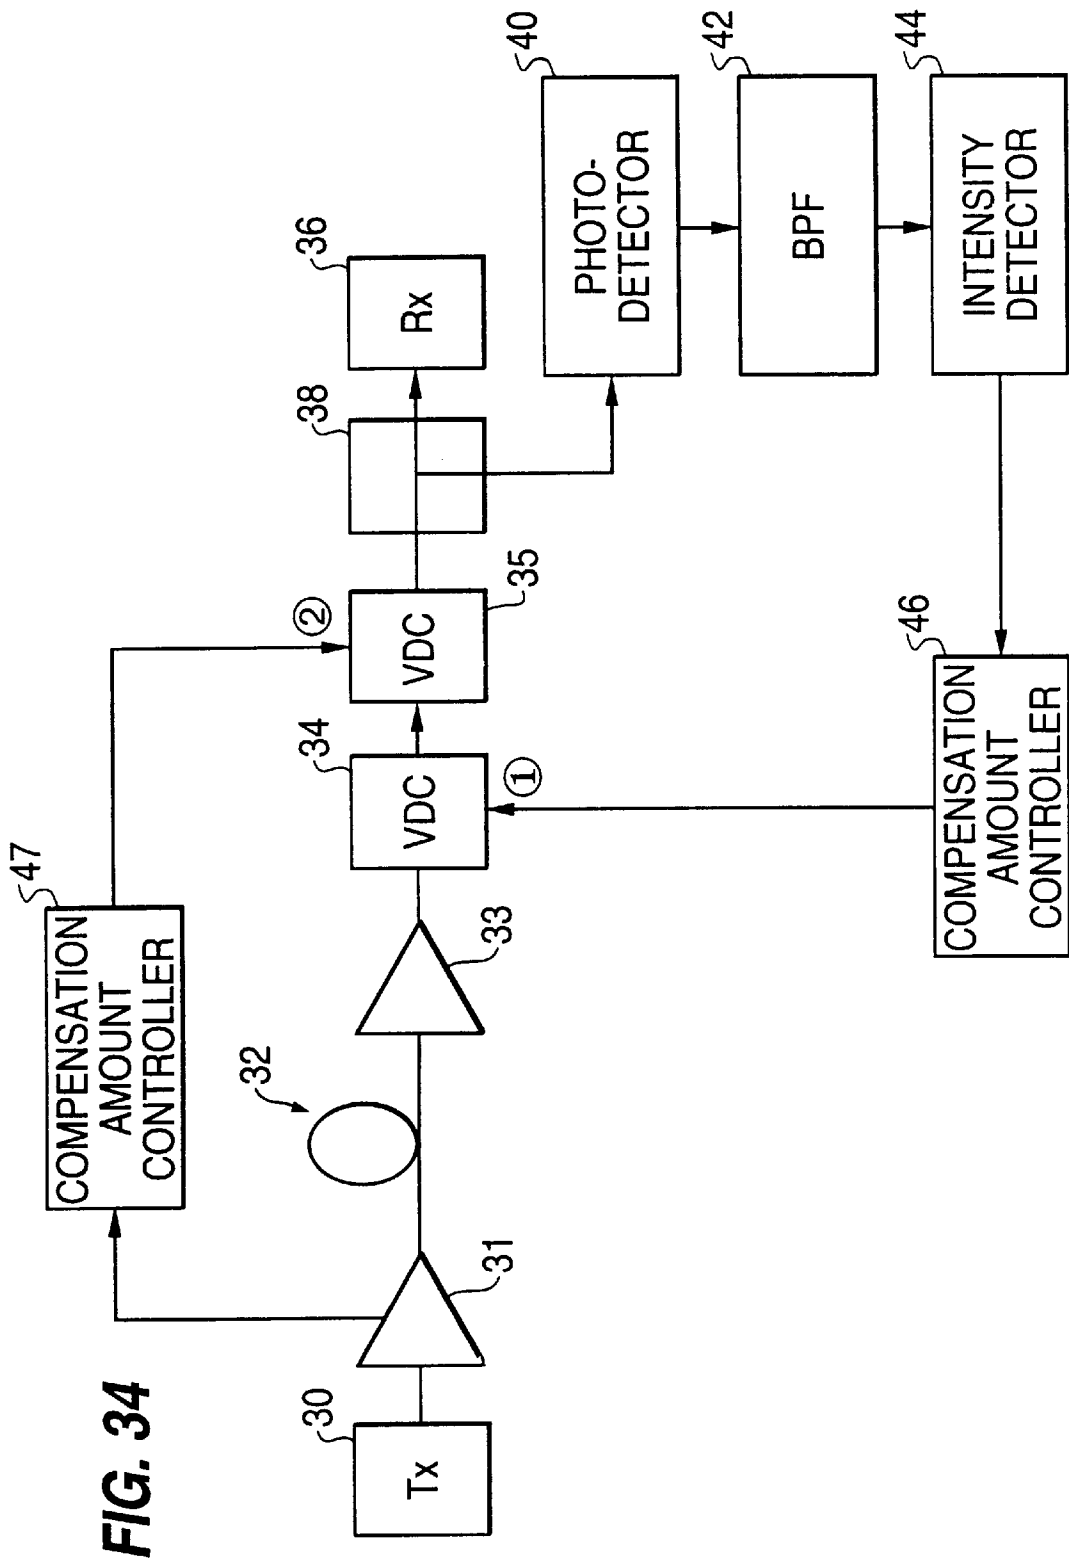 FIG. 34
47
COMPENSATION
AMOUNT
CONTROLLER
②
30
Tx
31
32
33
34
VDC
①
VDC
35
38
36
Rx
40
PHOTO-
DETECTOR
42
BPF
44
INTENSITY
DETECTOR
46
COMPENSATION
AMOUNT
CONTROLLER